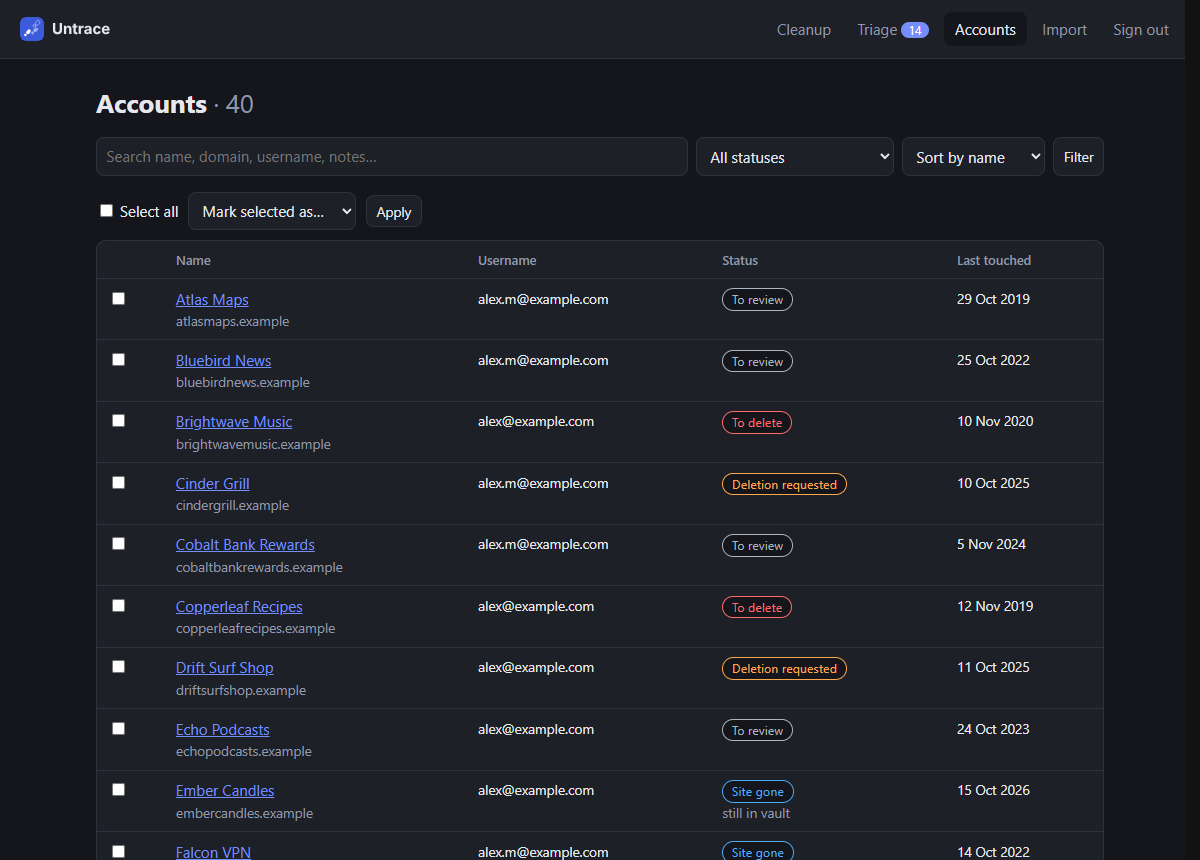 Untrace
Cleanup Triage 14 Accounts Import Sign out
Accounts · 40
Search name, domain, username, notes... All statuses Sort by name Filter
Select all Mark selected as... Apply
Name Username Status Last touched
Atlas Maps alex.m@example.com To review 29 Oct 2019
atlasmaps.example
Bluebird News alex.m@example.com To review 25 Oct 2022
bluebirdnews.example
Brightwave Music alex@example.com To delete 10 Nov 2020
brightwavemusic.example
Cinder Grill alex.m@example.com Deletion requested 10 Oct 2025
cindergrill.example
Cobalt Bank Rewards alex.m@example.com To review 5 Nov 2024
cobaltbankrewards.example
Copperleaf Recipes alex@example.com To delete 12 Nov 2019
copperleafrecipes.example
Drift Surf Shop alex@example.com Deletion requested 11 Oct 2025
driftsurfshop.example
Echo Podcasts alex@example.com To review 24 Oct 2023
echopodcasts.example
Ember Candles alex@example.com Site gone 15 Oct 2026
embercandles.example still in vault
Falcon VPN alex.m@example.com Site gone 14 Oct 2022